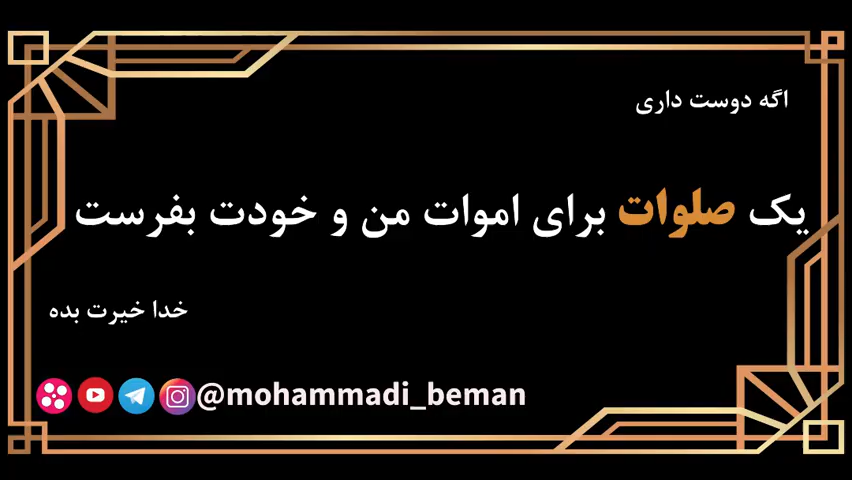 اگه دوست داری
یک صلوات برای اموات من و خودت بفرست
خدا خیرت بده
@mohammadi_beman